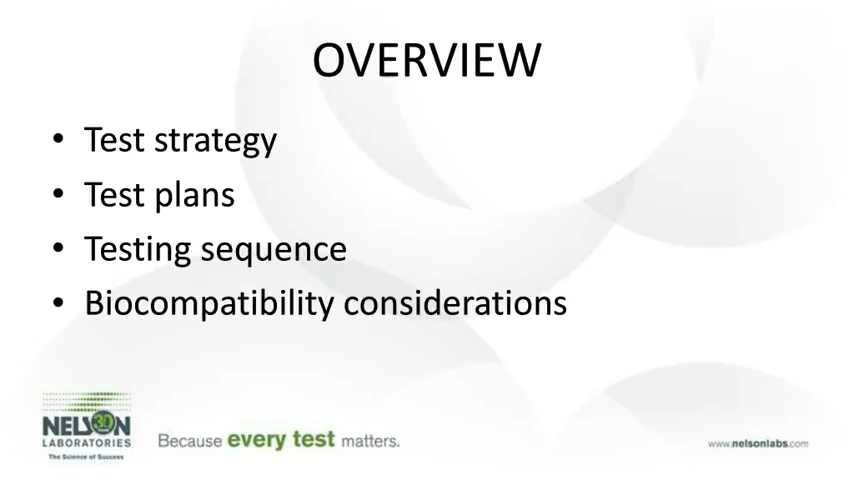 OVERVIEW
• Test strategy
• Test plans
• Testing sequence
• Biocompatibility considerations
NELSON
30
LABORATORIES
The Science of Success
Because every test matters.
www.nelsonlabs.com